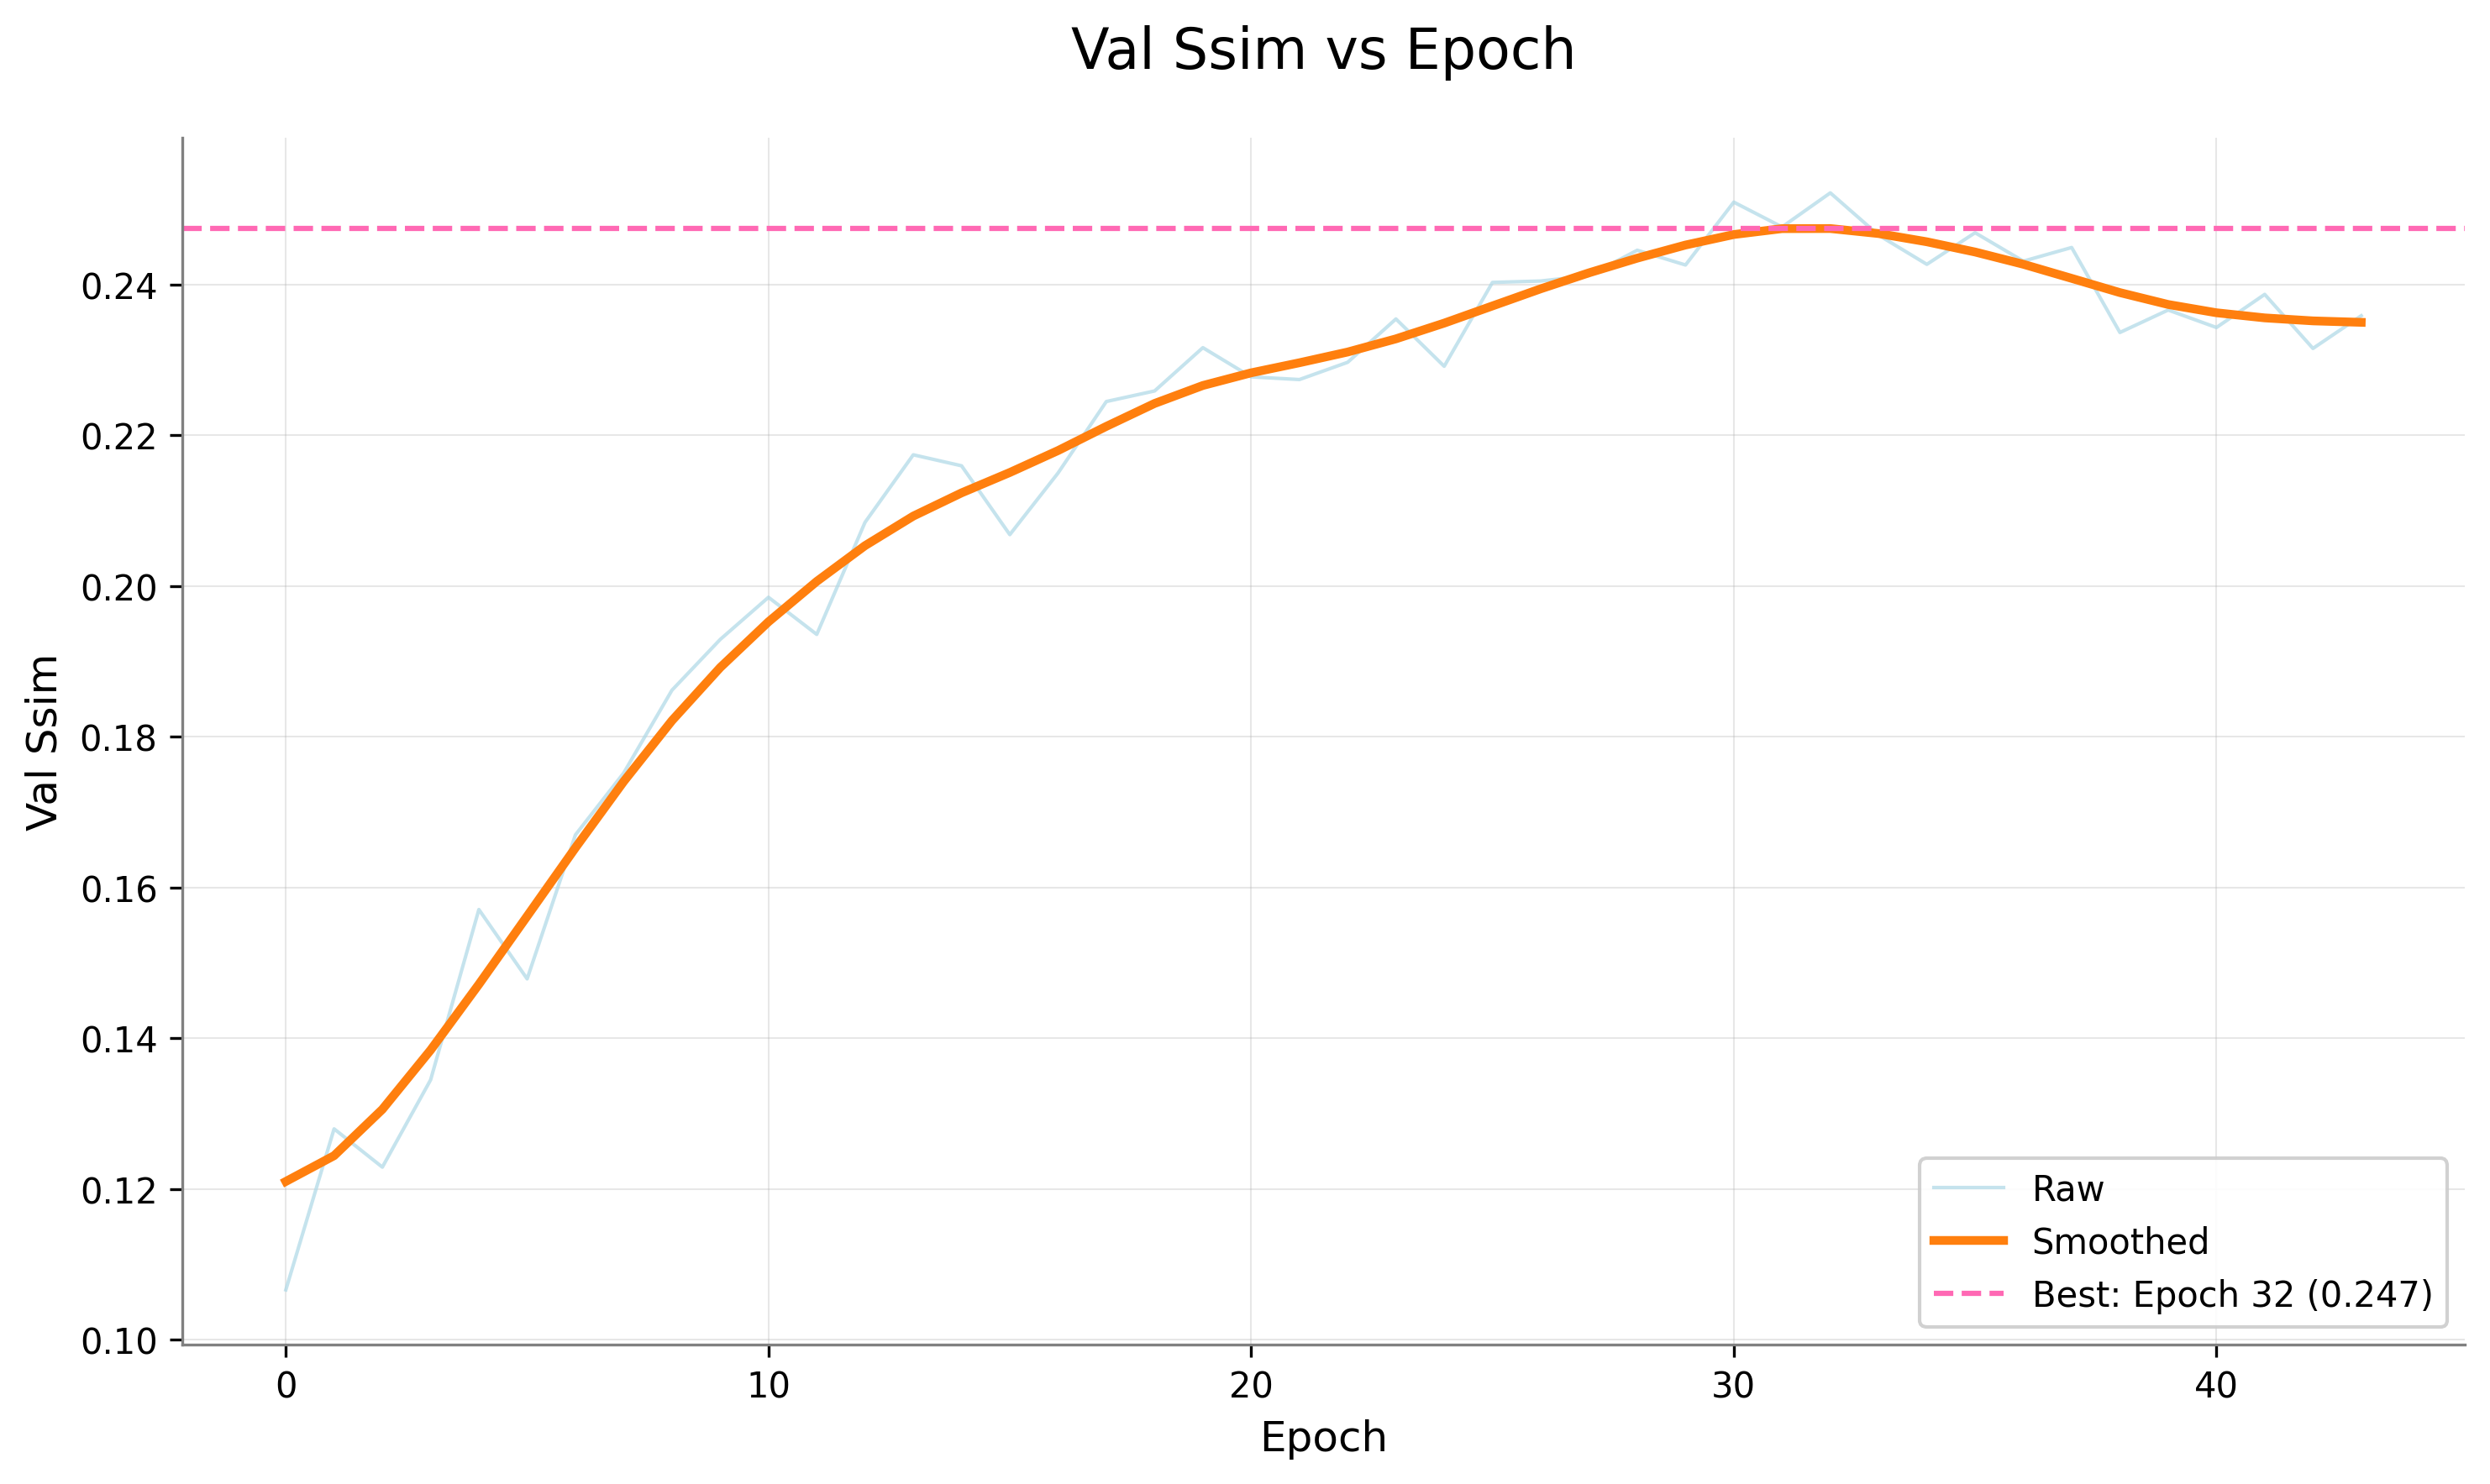 Val Ssim vs Epoch
Val Ssim
0.24
0.22
0.20
0.18
0.16
0.14
0.12
0.10
0
10
20
30
40
Epoch
Raw
Smoothed
Best: Epoch 32 (0.247)